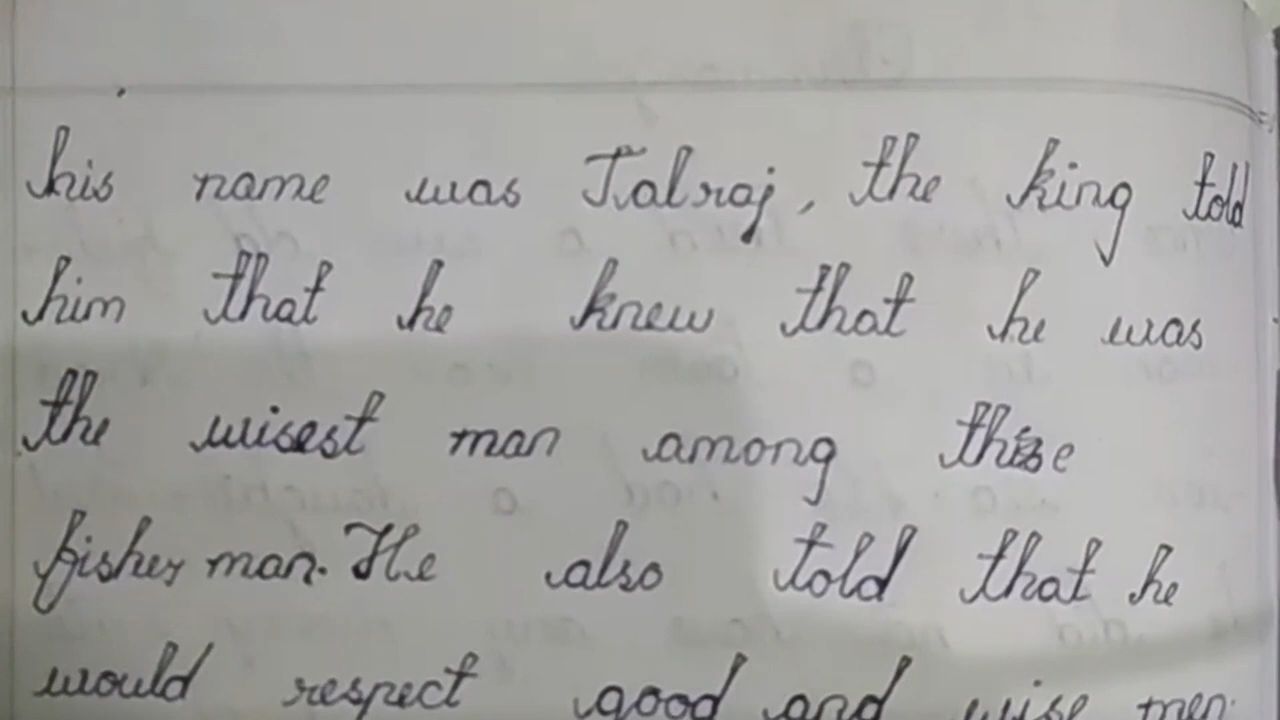 his name was Talraj, the king told
him that he knew that he was
the wisest man among these
fisher man. He also told that he
would respect good and wise men.